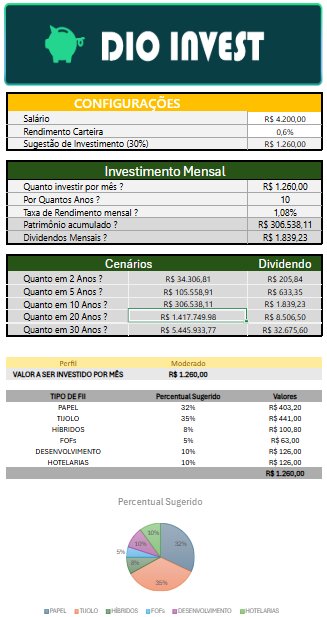 DIO INVEST
CONFIGURAÇÕES
Salário R$ 4.200,00
Rendimento Carteira 0,6%
Sugestão de Investimento (30%) R$ 1.260,00
Investimento Mensal
Quanto investir por mês ? R$ 1.260,00
Por Quantos Anos ? 10
Taxa de Rendimento mensal ? 1,08%
Patrimônio acumulado ? R$ 306.538,11
Dividendos Mensais ? R$ 1.839,23
Cenários Dividendo
Quanto em 2 Anos ? R$ 34.306,81 R$ 205,84
Quanto em 5 Anos ? R$ 105.558,91 R$ 633,35
Quanto em 10 Anos ? R$ 306.538,11 R$ 1.839,23
Quanto em 20 Anos ? R$ 1.417.749,98 R$ 8.506,50
Quanto em 30 Anos ? R$ 5.445.933,77 R$ 32.675,60
Perfil Moderado
VALOR A SER INVESTIDO POR MÊS R$ 1.260,00
TIPO DE FII Percentual Sugerido Valores
PAPEL 32% R$ 403,20
TIJOLO 35% R$ 441,00
HÍBRIDOS 8% R$ 100,80
FOFs 5% R$ 63,00
DESENVOLVIMENTO 10% R$ 126,00
HOTELARIAS 10% R$ 126,00
R$ 1.260,00
Percentual Sugerido
10% 32%
10%
5%
8%
35%
PAPEL TIJOLO HÍBRIDOS FOFs DESENVOLVIMENTO HOTELARIAS